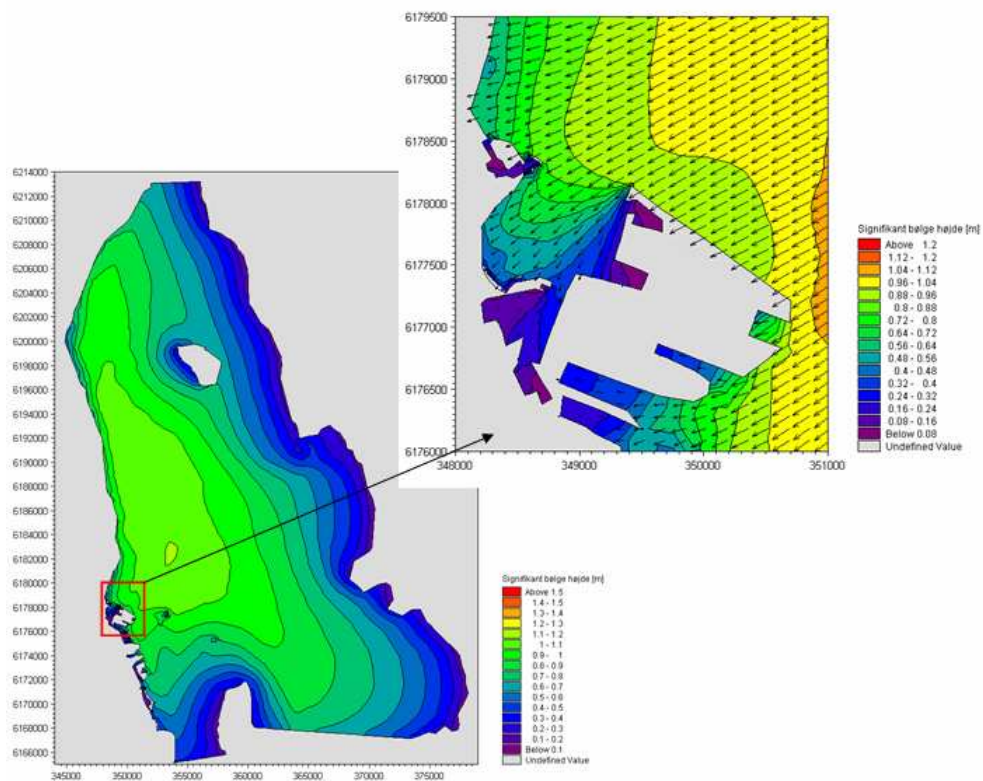 6179500
6179000
6178500
6178000
6177500
6177000
6176500
6176000
348000 349000 350000 351000
Signifikant bølge højde [m]
Above 1.2
1.12 - 1.2
1.04 - 1.12
0.96 - 1.04
0.88 - 0.96
0.8 - 0.88
0.72 - 0.8
0.64 - 0.72
0.56 - 0.64
0.48 - 0.56
0.4 - 0.48
0.32 - 0.4
0.24 - 0.32
0.16 - 0.24
0.08 - 0.16
Below 0.08
Undefined Value
6214000
6212000
6210000
6208000
6206000
6204000
6202000
6200000
6198000
6196000
6194000
6192000
6190000
6188000
6186000
6184000
6182000
6180000
6178000
6176000
6174000
6172000
6170000
6168000
6166000
345000 350000 355000 360000 365000 370000 375000
Signifikant bølge højde [m]
Above 1.5
1.4 - 1.5
1.3 - 1.4
1.2 - 1.3
1.1 - 1.2
1 - 1.1
0.9 - 1
0.8 - 0.9
0.7 - 0.8
0.6 - 0.7
0.5 - 0.6
0.4 - 0.5
0.3 - 0.4
0.2 - 0.3
0.1 - 0.2
Below 0.1
Undefined Value